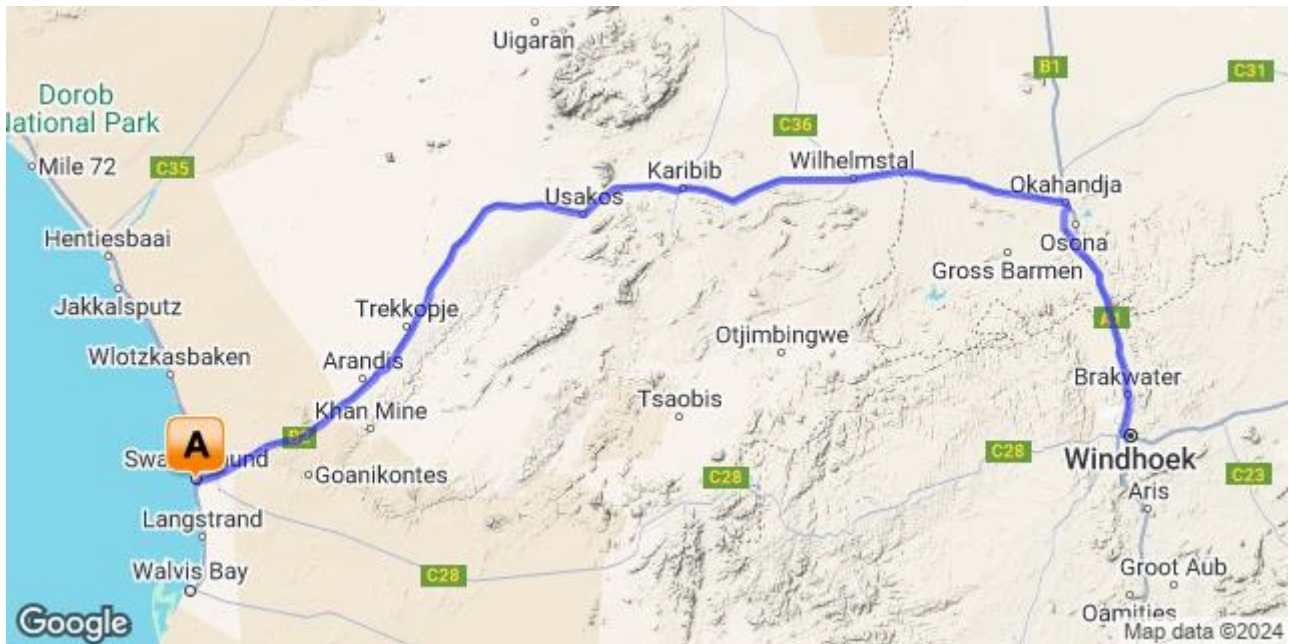 Uigaran
B1
C31
Dorob
National Park
Mile 72
C35
C36
Karibib
Wilhelmstal
Usakos
Okahandja
Hentiesbaai
Osona
Gross Barmen
Jakkalsputz
Trekkopje
A1
Otjimbingwe
Wlotzkasbaken
Arandis
Brakwater
Tsaobis
Khan Mine
B2
A
C28
Windhoek
Goanikontes
C28
C23
Aris
Langstrand
Walvis Bay
C28
Groot Aub
Oamities
Google
Map data ©2024